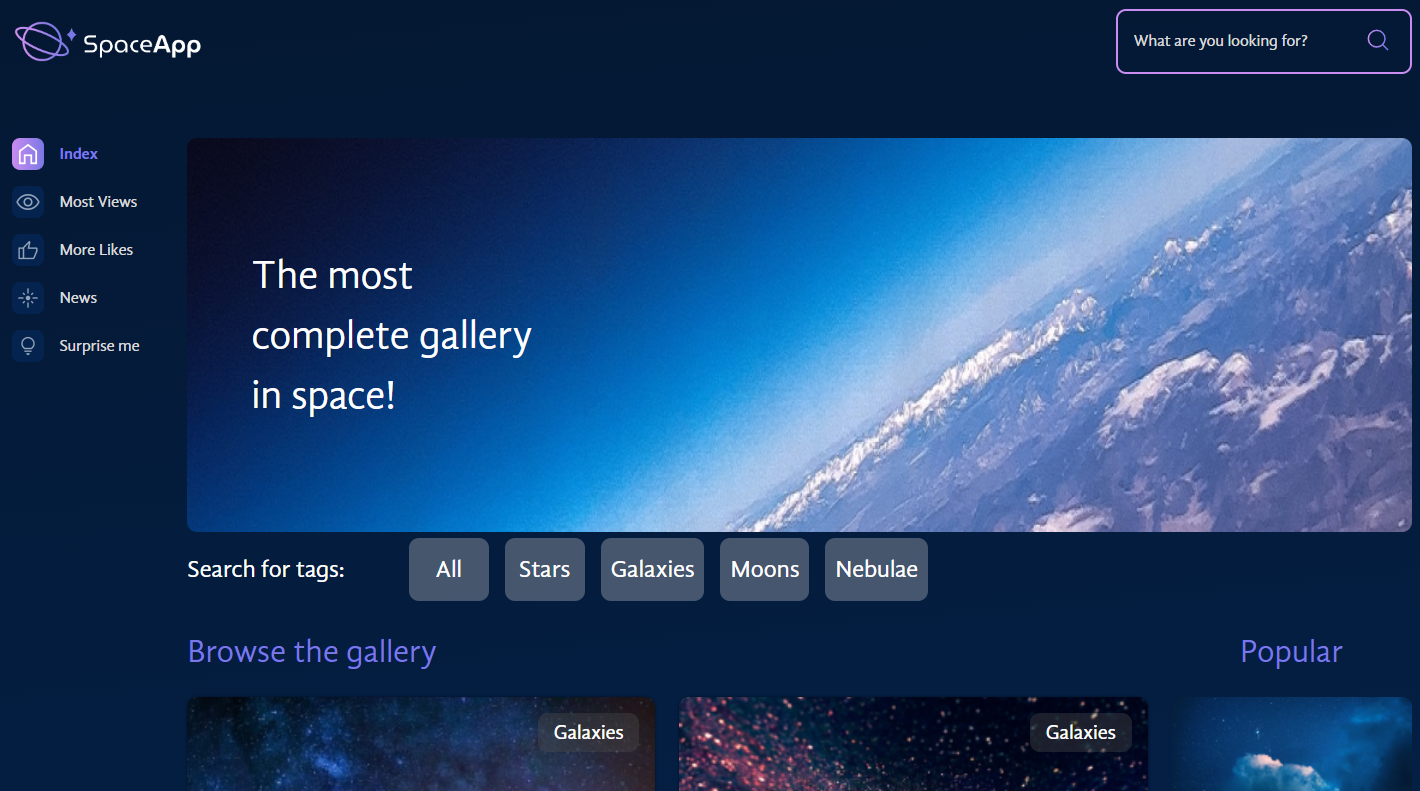 SpaceApp
What are you looking for?
Index
Most Views
More Likes
News
Surprise me
The most
complete gallery
in space!
Search for tags:
All
Stars
Galaxies
Moons
Nebulae
Browse the gallery
Popular
Galaxies
Galaxies